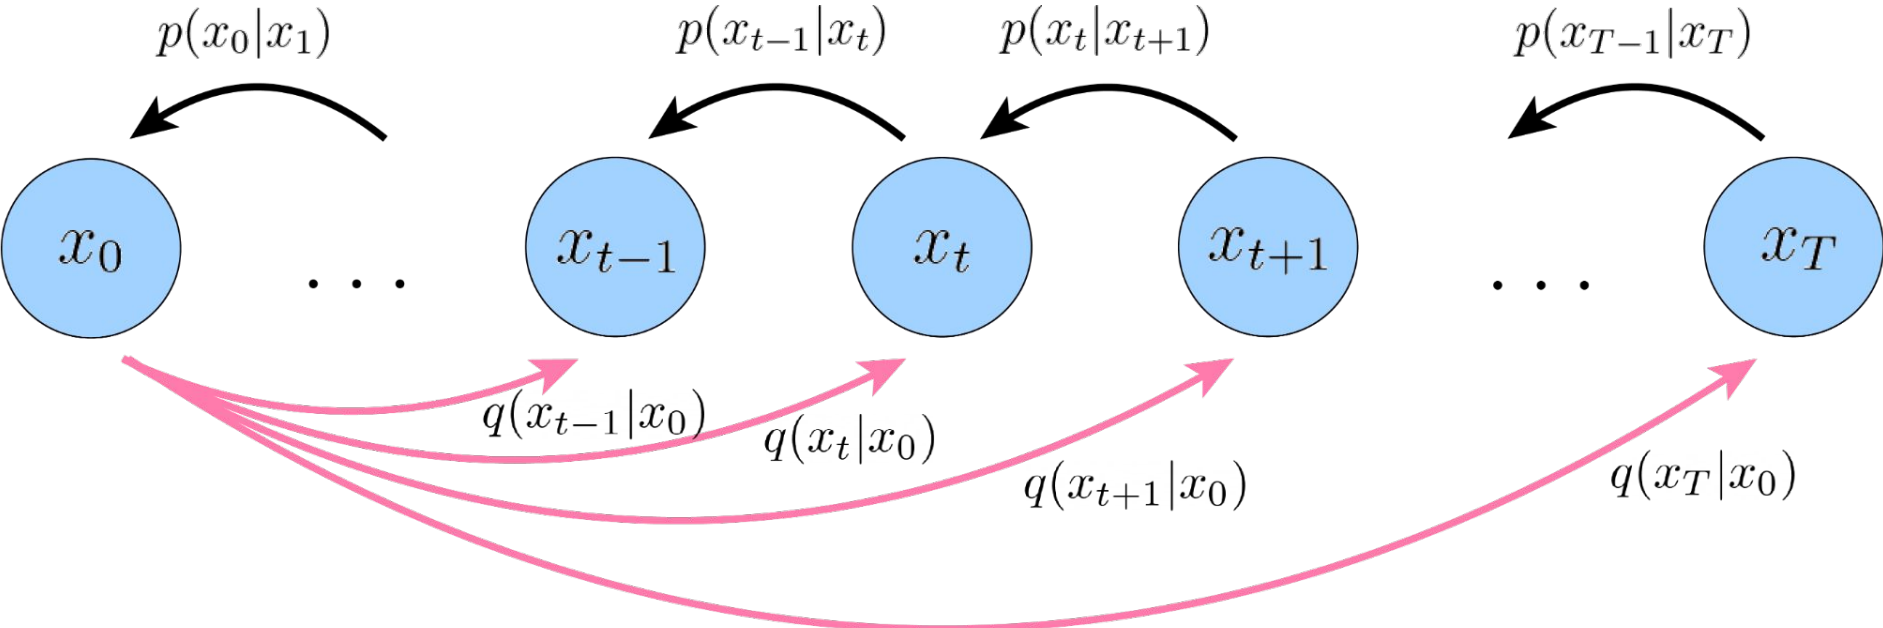 p(x_0|x_1) p(x_{t-1}|x_t) p(x_t|x_{t+1}) p(x_{T-1}|x_T)
x_0 ... x_{t-1} x_t x_{t+1} ... x_T
q(x_{t-1}|x_0) q(x_t|x_0) q(x_{t+1}|x_0) q(x_T|x_0)